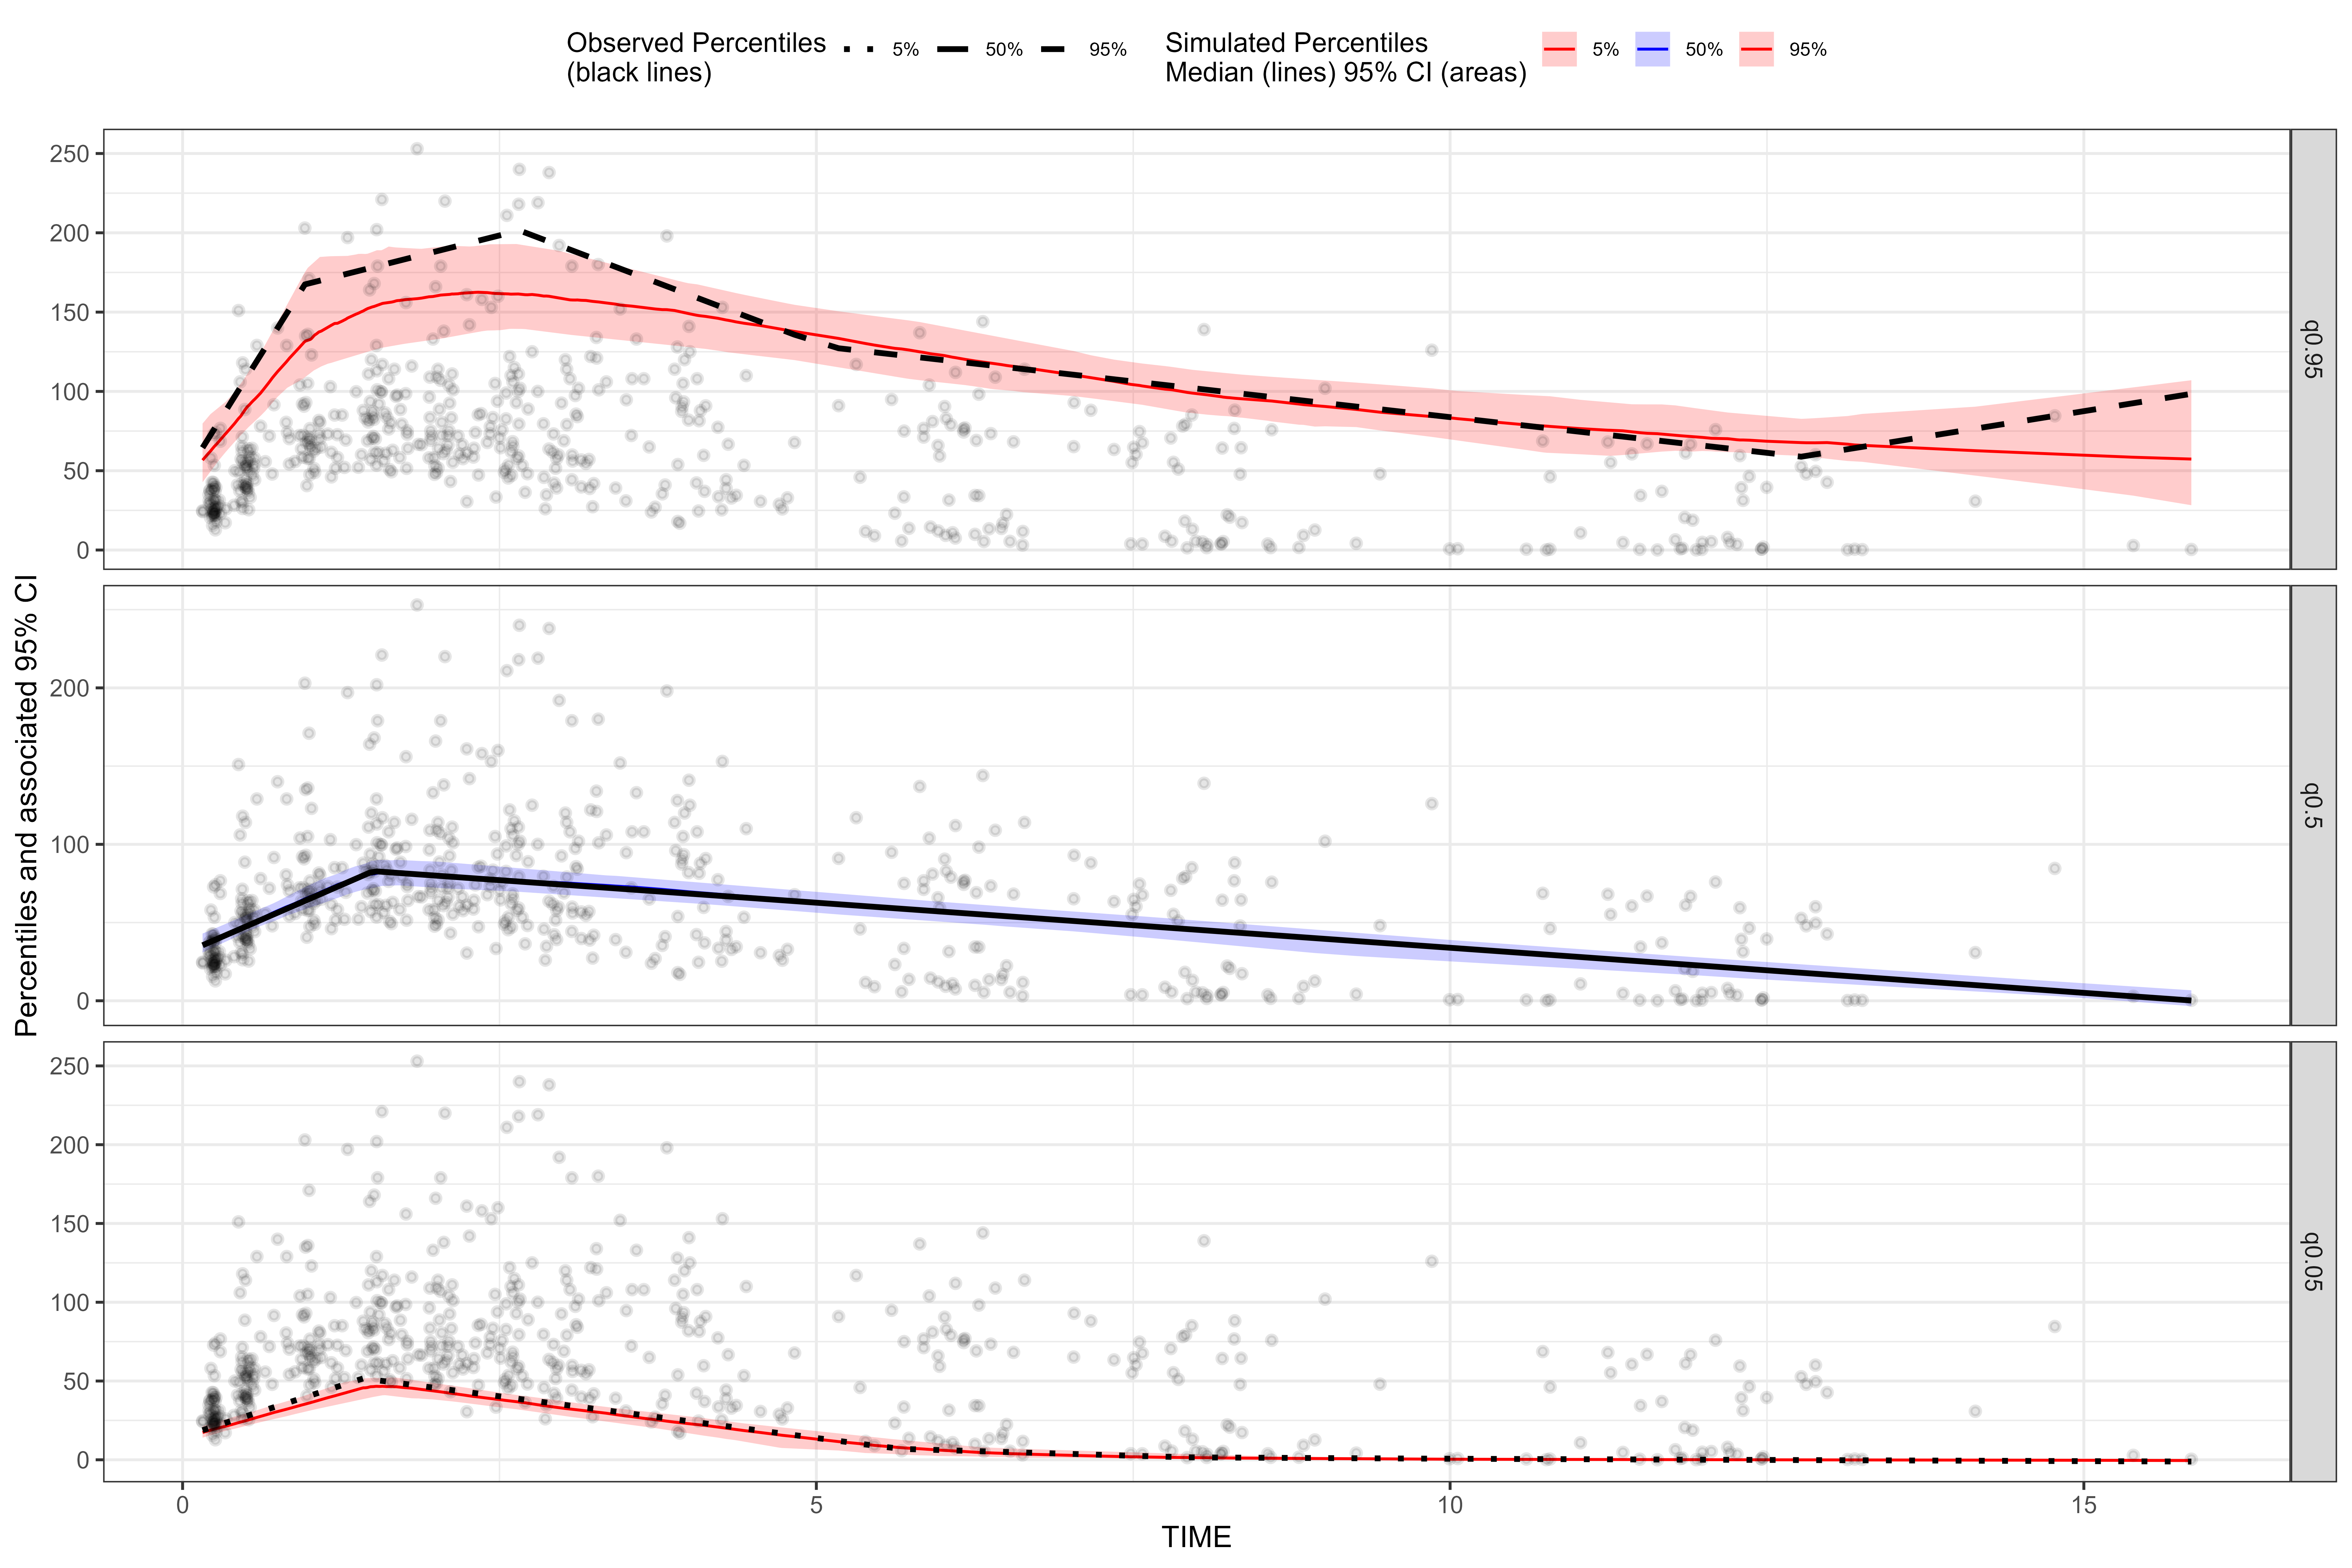 Observed Percentiles
(black lines)
5%
50%
95%
Simulated Percentiles
Median (lines) 95% CI (areas)
5%
50%
95%
Percentiles and associated 95% CI
250
200
150
100
50
0
q0.95
200
100
0
q0.5
250
200
150
100
50
0
q0.05
0
5
10
15
TIME